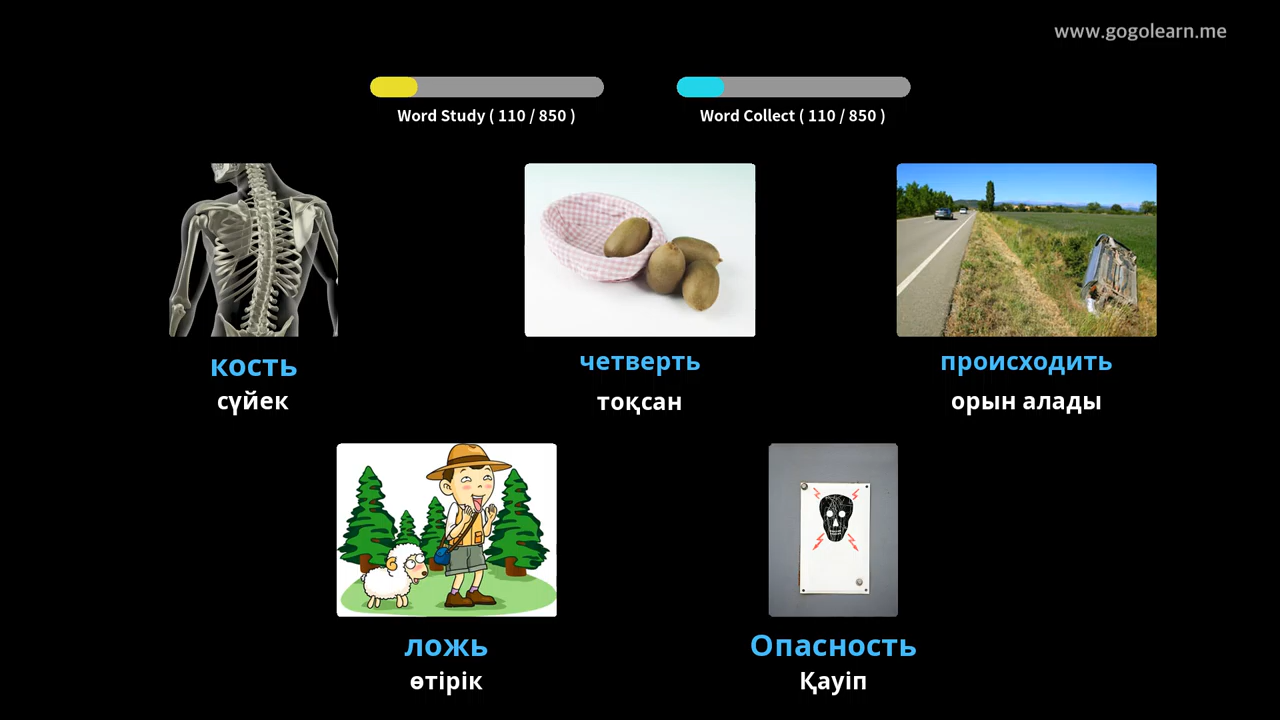 www.gogolearn.me
Word Study ( 110 / 850 )
Word Collect ( 110 / 850 )
кость
сүйек
четверть
тоқсан
происходить
орын алады
ложь
өтірік
Опасность
Қауіп